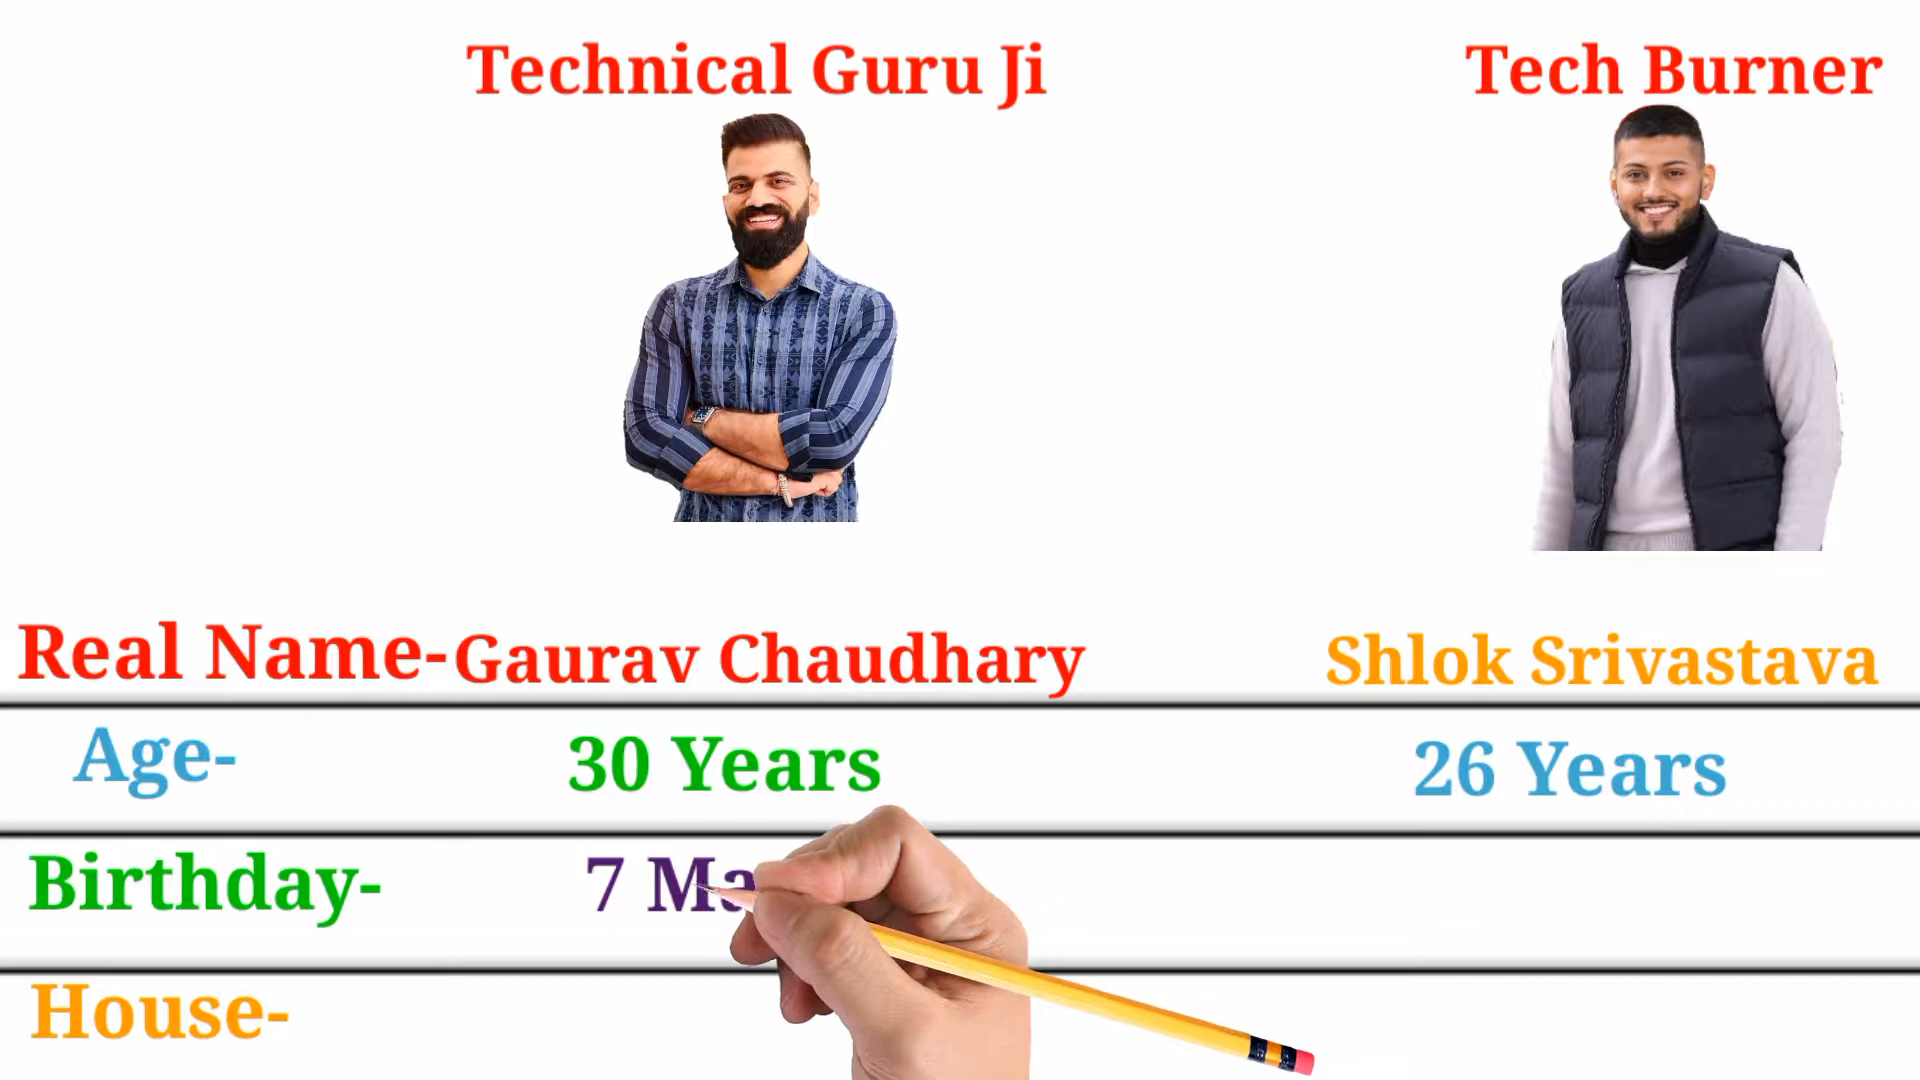 Technical Guru Ji Tech Burner
Real Name- Gaurav Chaudhary Shlok Srivastava
Age- 30 Years 26 Years
Birthday- 7
House-